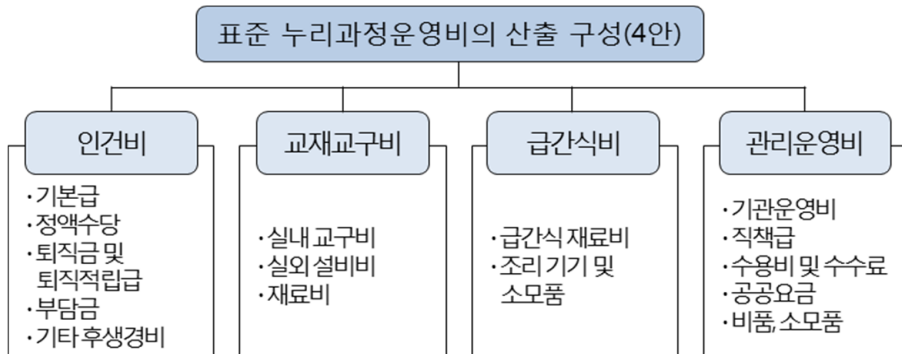 표준 누리과정운영비의 산출 구성(4안)
인건비
· 기본급
· 정액수당
· 퇴직금 및
퇴직적립급
· 부담금
· 기타 후생경비
교재교구비
· 실내 교구비
· 실외 설비비
· 재료비
급간식비
· 급간식 재료비
· 조리 기기 및
소모품
관리운영비
· 기관운영비
· 직책급
· 수용비 및 수수료
· 공공요금
· 비품, 소모품